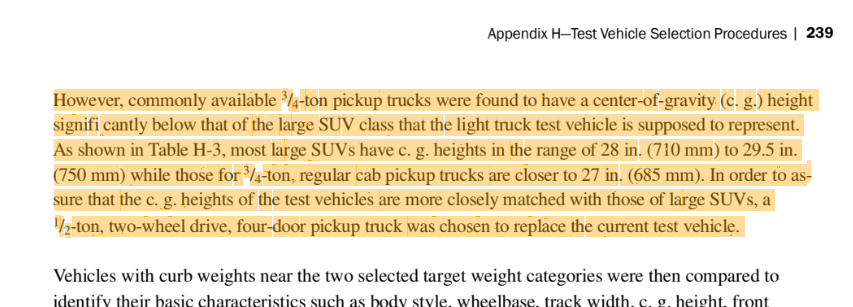 Appendix H—Test Vehicle Selection Procedures | 239
However, commonly available 3/4-ton pickup trucks were found to have a center-of-gravity (c. g.) height
signifi cantly below that of the large SUV class that the light truck test vehicle is supposed to represent.
As shown in Table H-3, most large SUVs have c. g. heights in the range of 28 in. (710 mm) to 29.5 in.
(750 mm) while those for 3/4-ton, regular cab pickup trucks are closer to 27 in. (685 mm). In order to as-
sure that the c. g. heights of the test vehicles are more closely matched with those of large SUVs, a
1/2-ton, two-wheel drive, four-door pickup truck was chosen to replace the current test vehicle.
Vehicles with curb weights near the two selected target weight categories were then compared to
identify their basic characteristics such as body style, wheelbase, track width, c. g. height, front